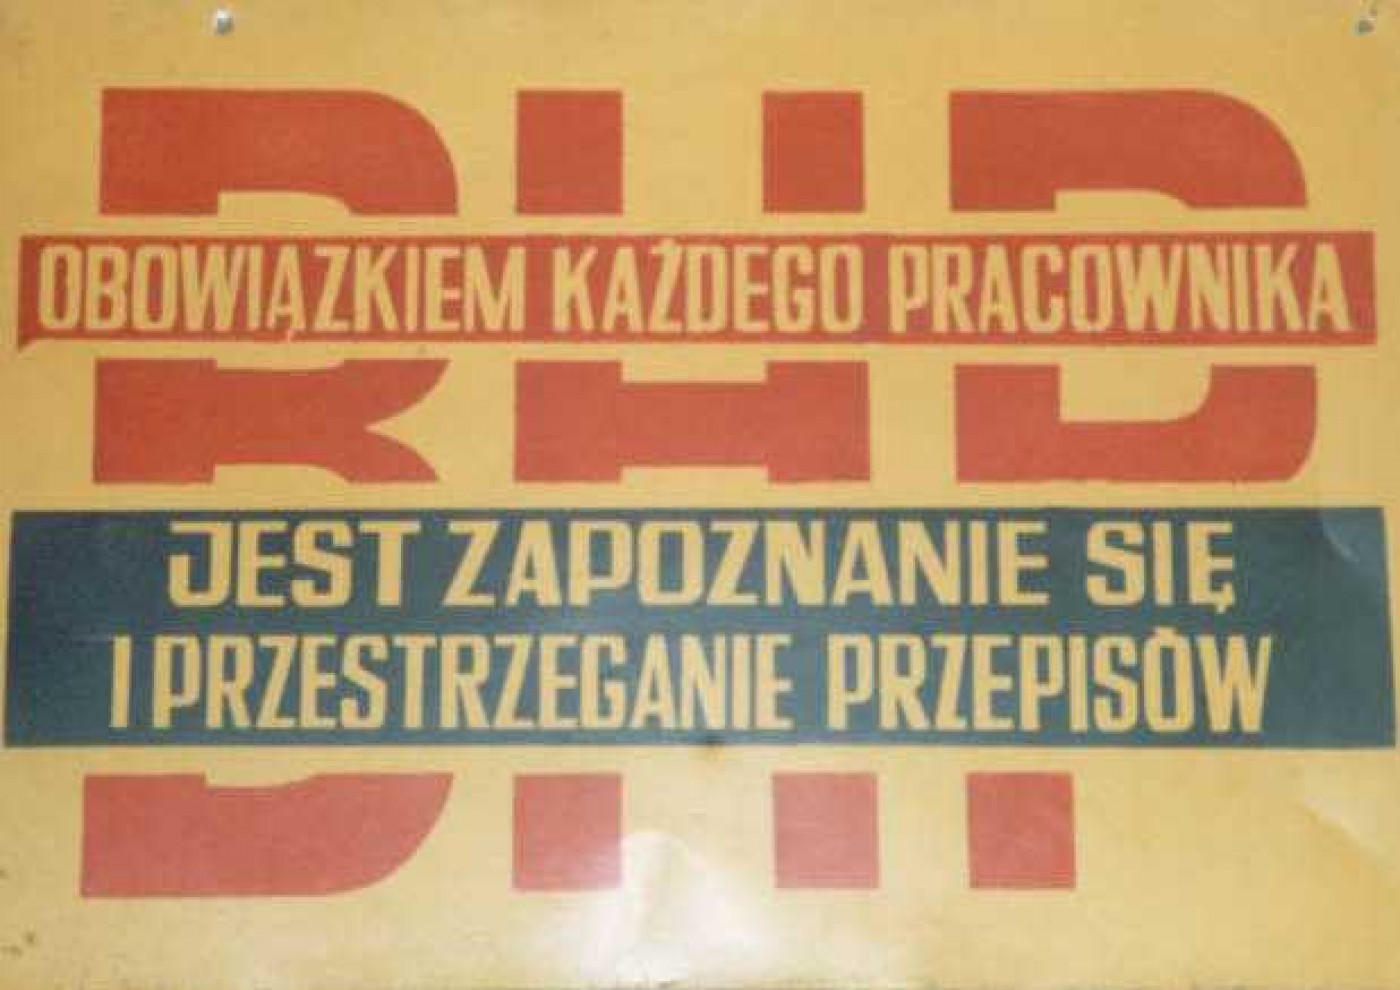 BHP
OBOWIĄZKIEM KAŻDEGO PRACOWNIKA
JEST ZAPOZNANIE SIĘ
I PRZESTRZEGANIE PRZEPISÓW